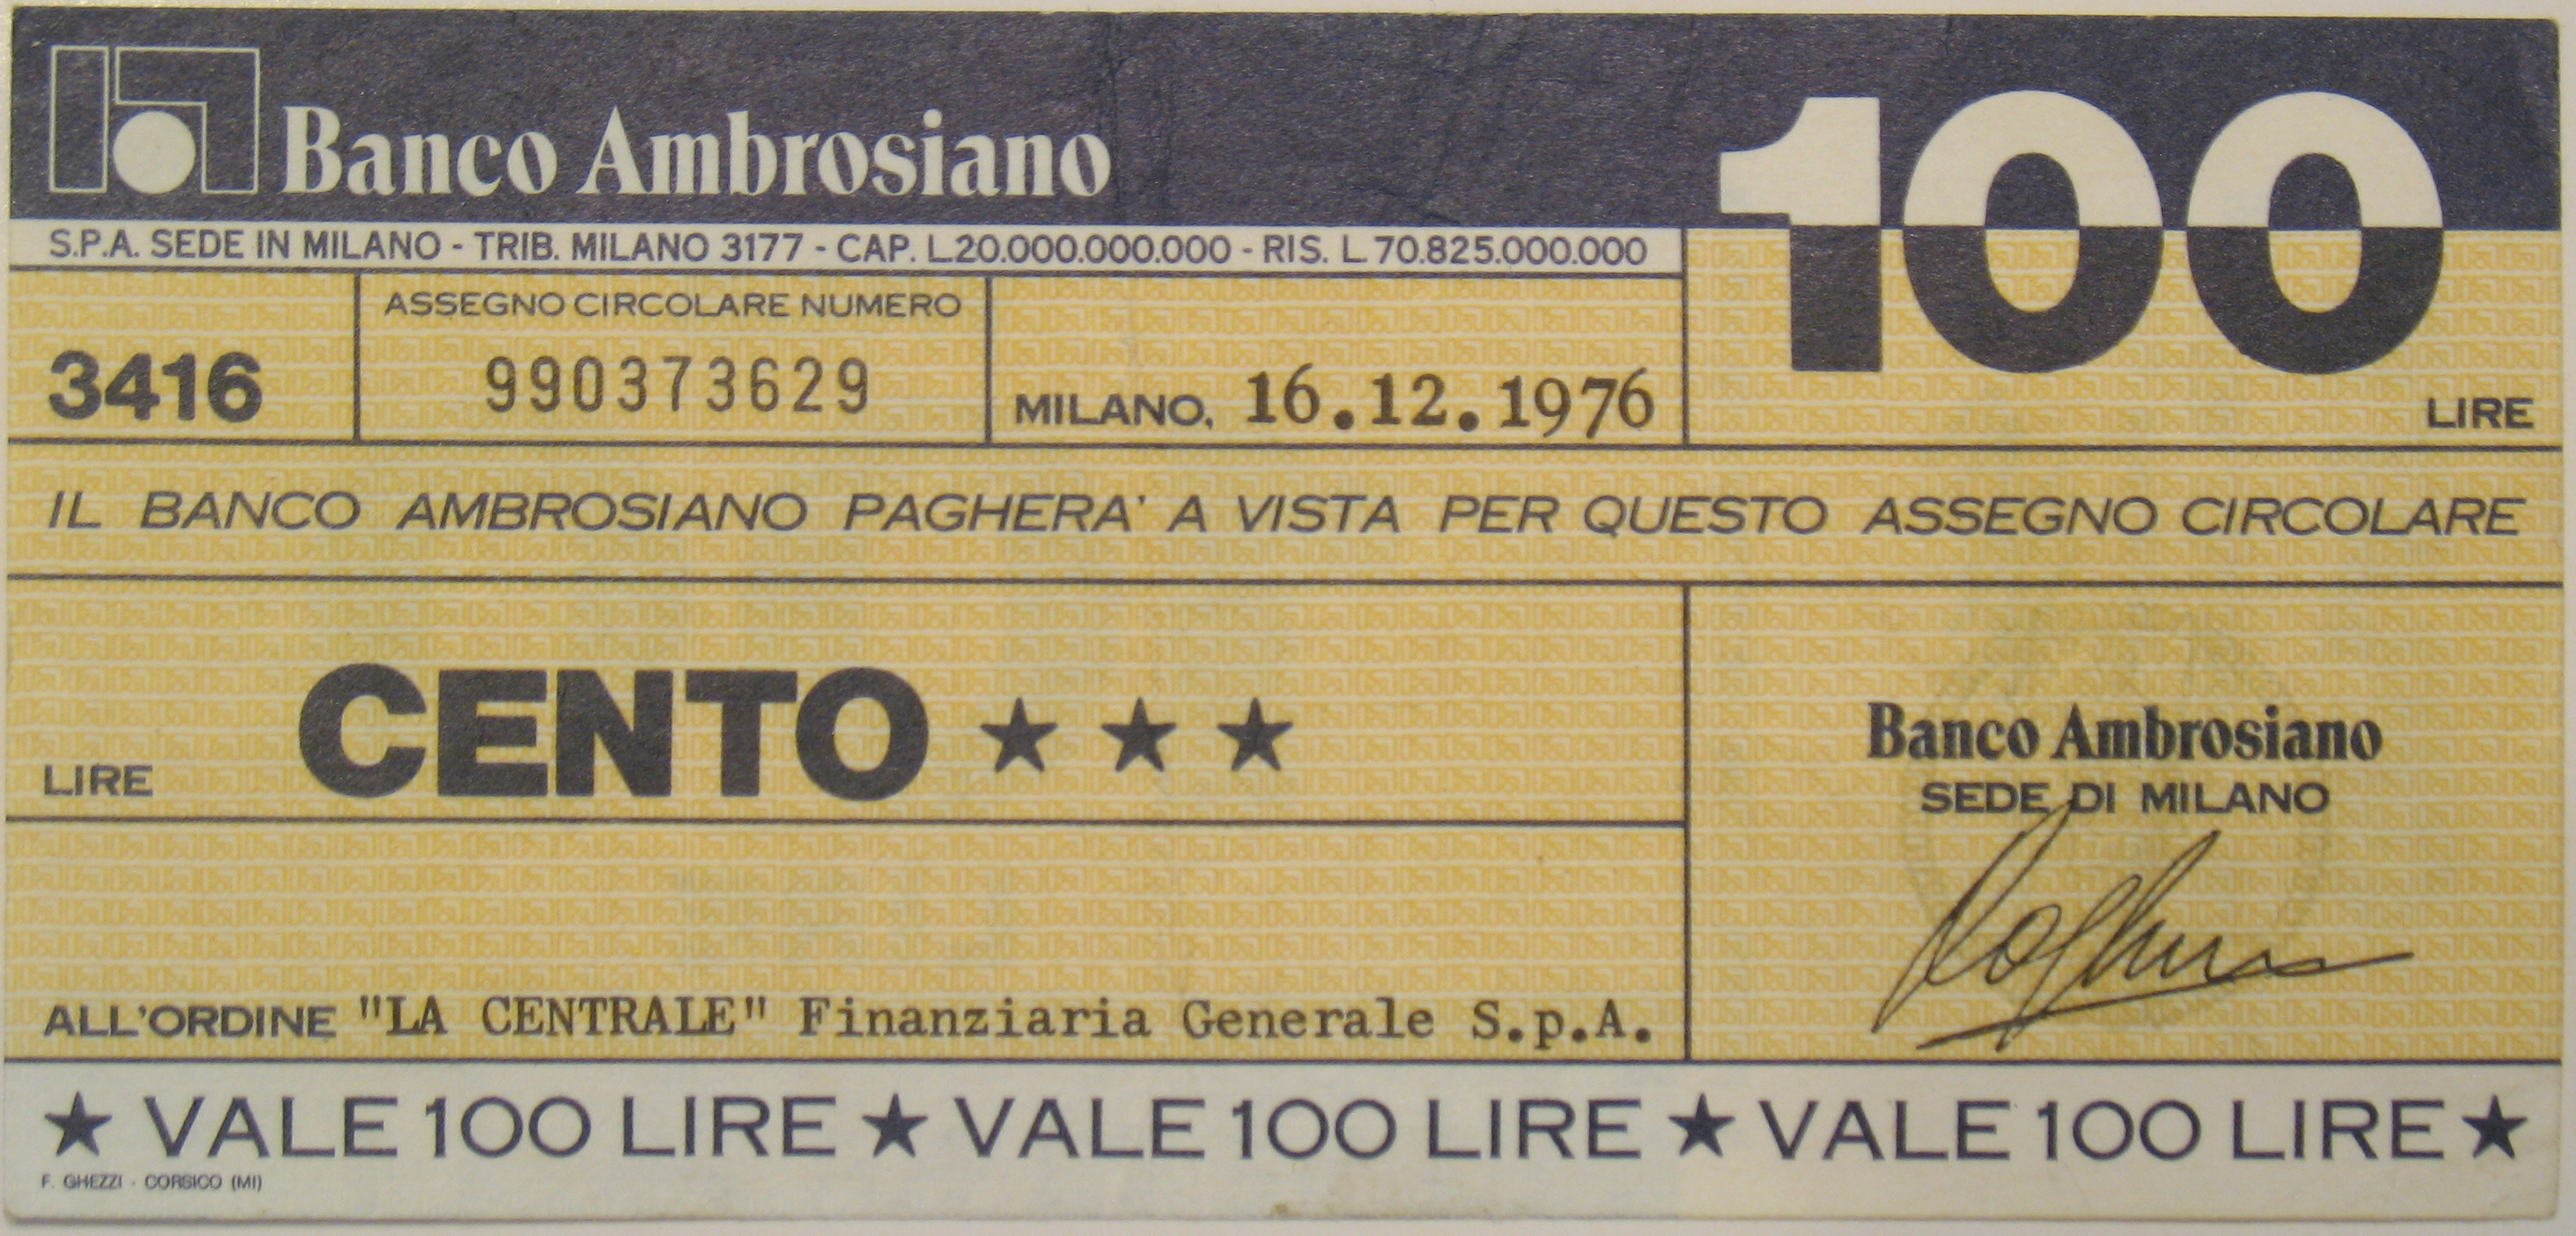 Banco Ambrosiano
100
S.P.A. SEDE IN MILANO - TRIB. MILANO 3177 - CAP. L.20.000.000.000 - RIS. L. 70.825.000.000
ASSEGNO CIRCOLARE NUMERO
3416
990373629
MILANO, 16.12.1976
LIRE
IL BANCO AMBROSIANO PAGHERA' A VISTA PER QUESTO ASSEGNO CIRCOLARE
LIRE CENTO ★ ★ ★
Banco Ambrosiano
SEDE DI MILANO
ALL'ORDINE "LA CENTRALE" Finanziaria Generale S.p.A.
★ VALE 100 LIRE ★ VALE 100 LIRE ★ VALE 100 LIRE ★
F. GHEZZI - CORSICO (MI)